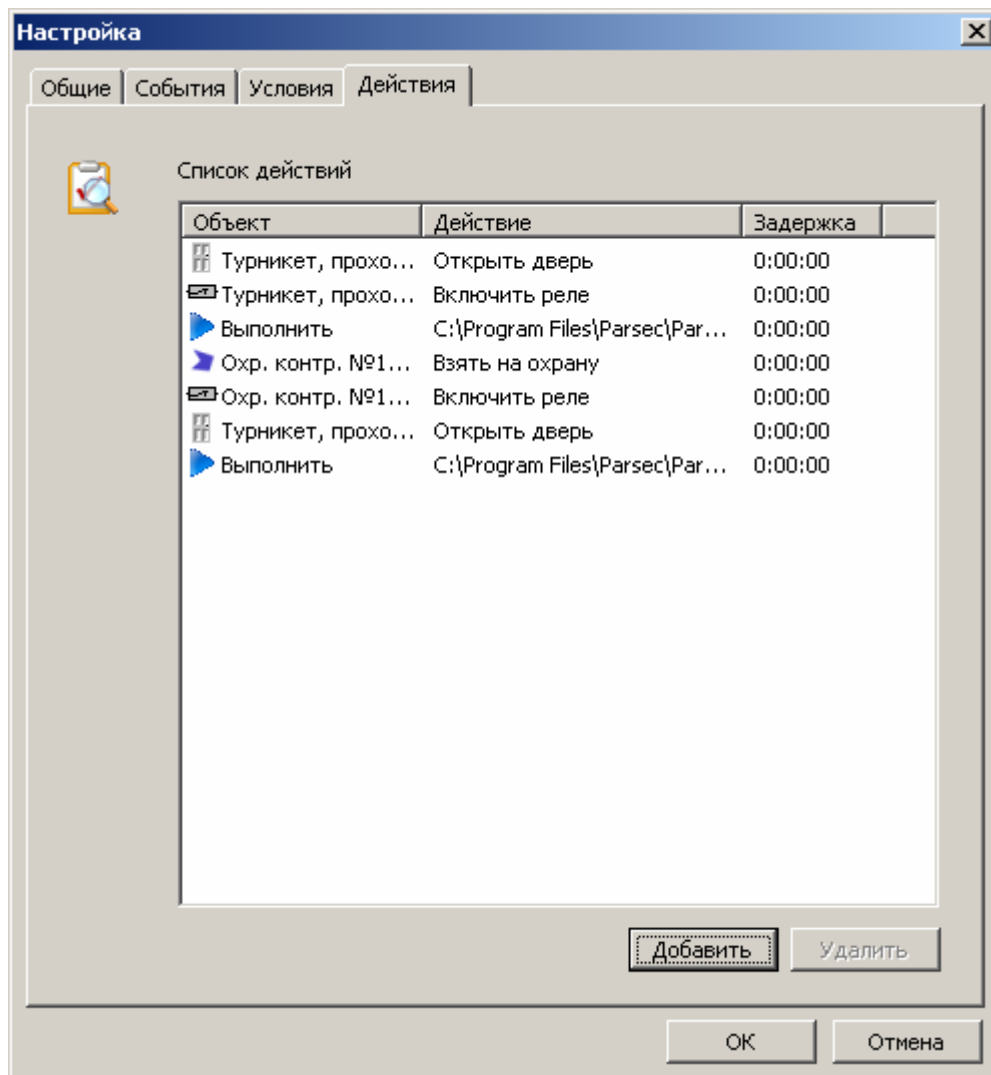 Настройка
Общие События Условия Действия
Список действий
Объект Действие Задержка
Турникет, прохо... Открыть дверь 0:00:00
Турникет, прохо... Включить реле 0:00:00
Выполнить C:\Program Files\Parsec\Par... 0:00:00
Охр. контр. №1... Взять на охрану 0:00:00
Охр. контр. №1... Включить реле 0:00:00
Турникет, прохо... Открыть дверь 0:00:00
Выполнить C:\Program Files\Parsec\Par... 0:00:00
Добавить Удалить
ОК Отмена